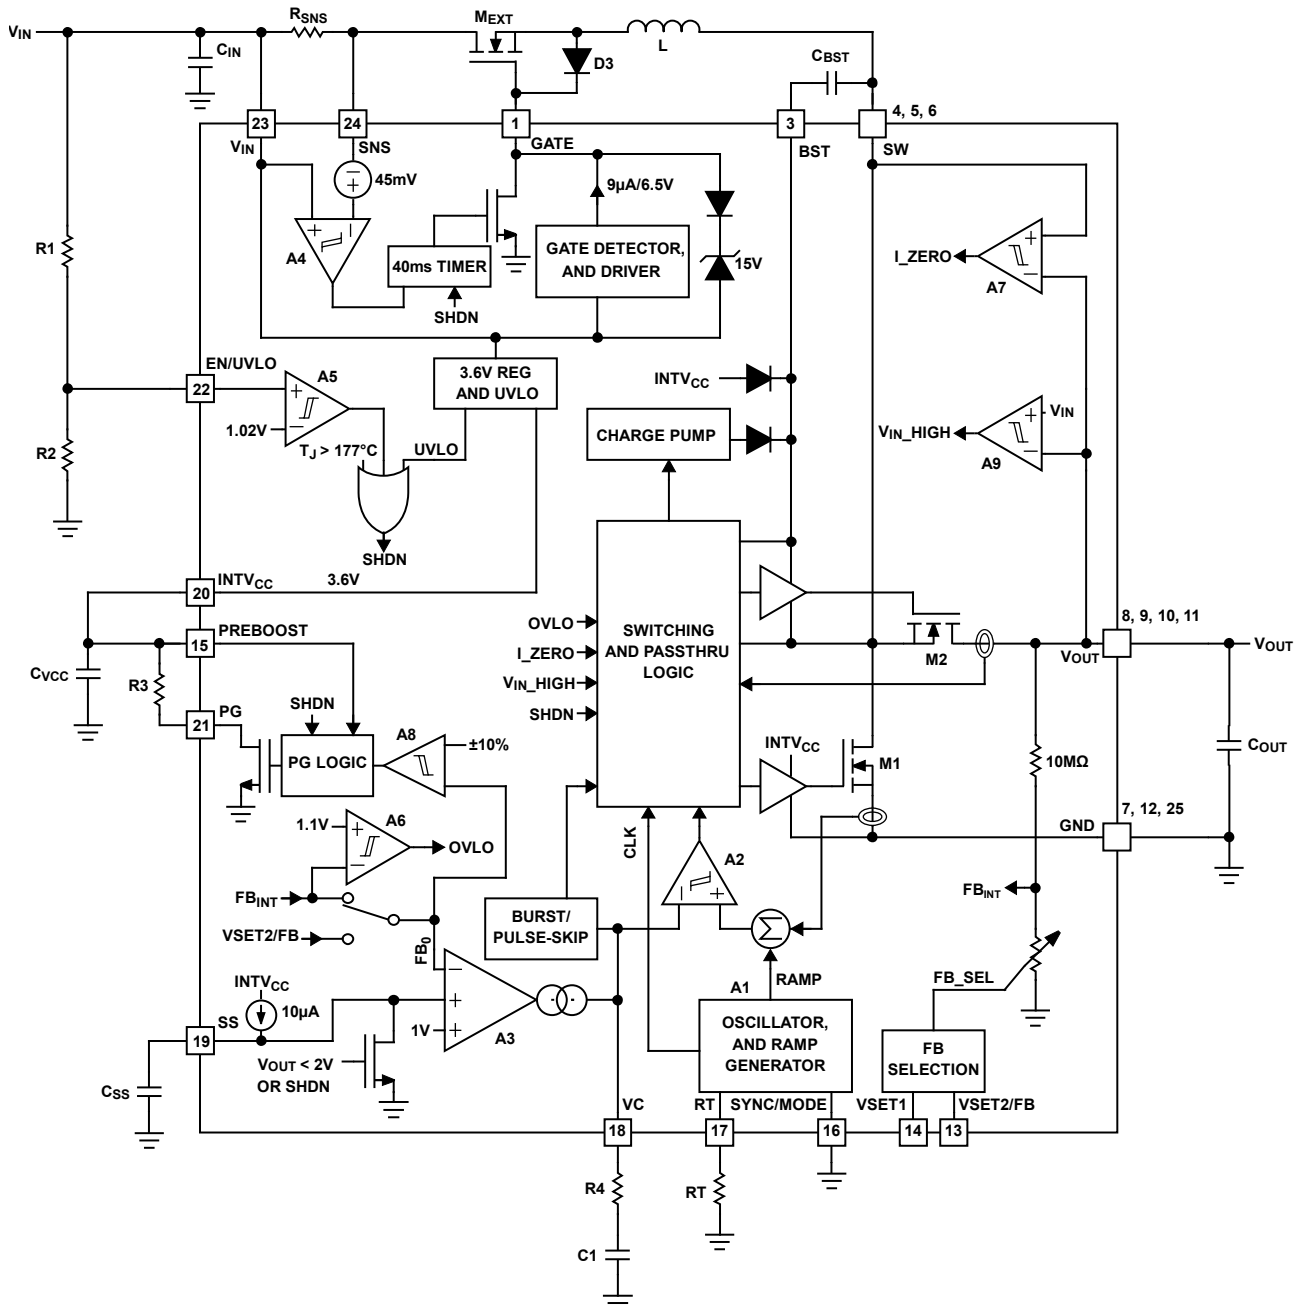 VIN
RSNS
MEXT
CIN
D3
L
CBST
23
24
1
3
4, 5, 6
VIN
SNS
GATE
BST
SW
45mV
9µA/6.5V
+
−
A4
40ms TIMER
SHDN
GATE DETECTOR,
AND DRIVER
15V
R1
I_ZERO
+
−
A7
EN/UVLO
22
A5
+
−
1.02V
3.6V REG
AND UVLO
INTVCC
TJ > 177°C
UVLO
R2
CHARGE PUMP
VIN_HIGH
+
−
VIN
A9
SHDN
INTVCC
20
3.6V
15
PREBOOST
CVCC
R3
21
PG
SHDN
PG LOGIC
A8
±10%
OVLO
I_ZERO
VIN_HIGH
SHDN
SWITCHING
AND PASSTHRU
LOGIC
M2
8, 9, 10, 11
VOUT
VOUT
INTVCC
M1
10MΩ
COUT
7, 12, 25
GND
1.1V
+
−
A6
OVLO
FBINT
VSET2/FB
FB0
BURST/
PULSE-SKIP
CLK
A2
−
+
Σ
FBINT
INTVCC
10µA
SS
19
CSS
VOUT < 2V
OR SHDN
−
+
1V
+
A3
RAMP
A1
OSCILLATOR,
AND RAMP
GENERATOR
FB_SEL
FB
SELECTION
VC
RT
SYNC/MODE
VSET1
VSET2/FB
18
17
16
14
13
R4
RT
C1